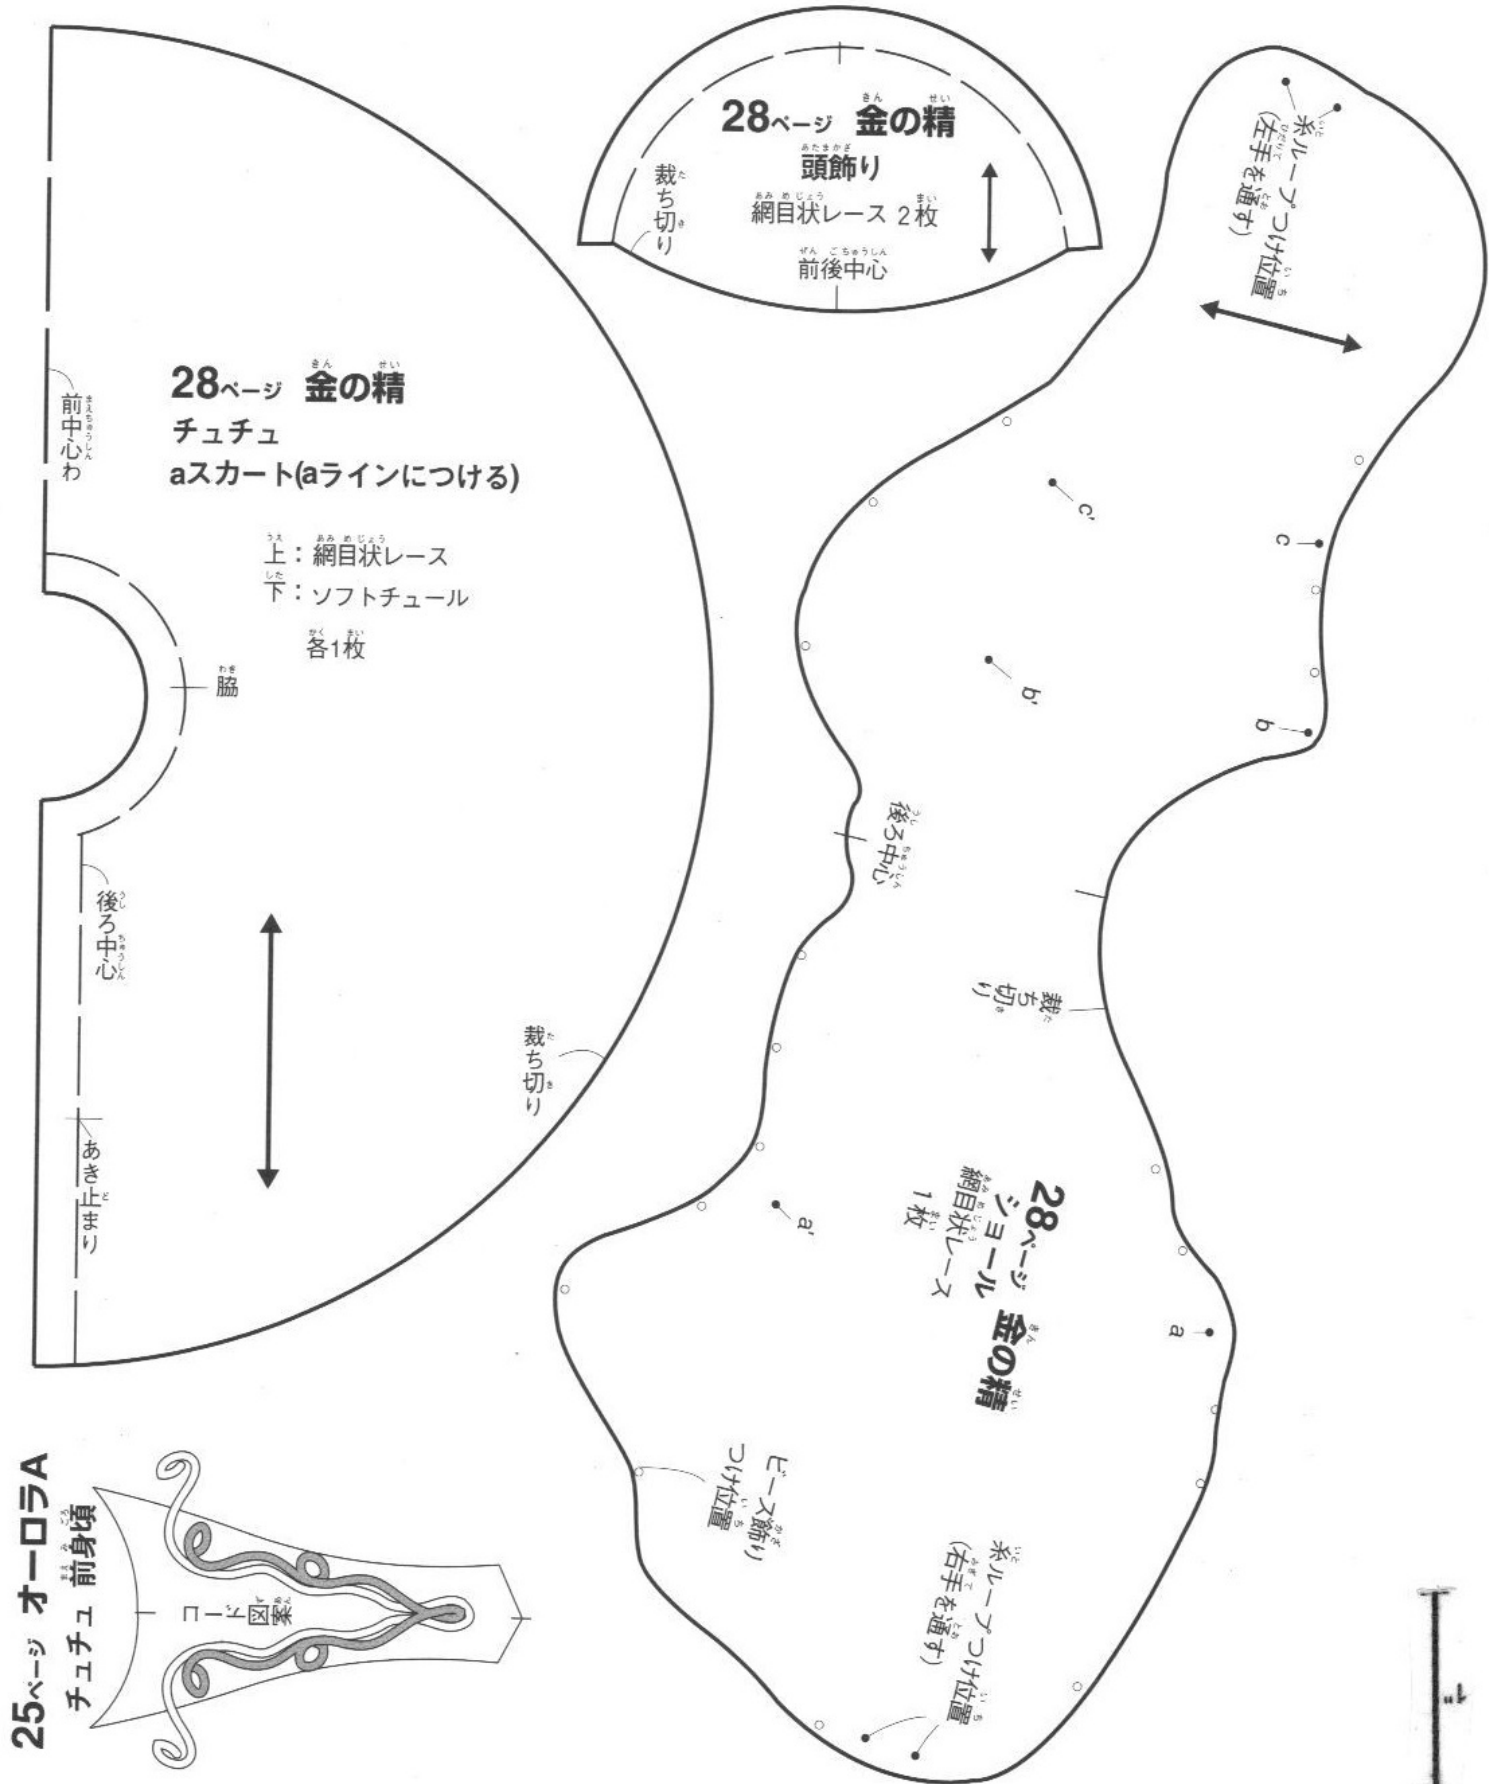 28ページ 金の精
頭飾り
網目状レース 2枚
前後中心
裁ち切り
28ページ 金の精
チュチュ
aスカート(aラインにつける)
上:網目状レース
下:ソフトチュール
各1枚
前中心わ
脇
後ろ中心
あき止まり
裁ち切り
糸ループつけ位置
(左手を通す)
c'
c
b'
b
後ろ中心
裁ち切り
28ページ 金の精
ショール
網目状レース
1枚
a'
a
ビーズ飾り
つけ位置
糸ループつけ位置
(右手を通す)
25ページ オーロラA
チュチュ 前身頃
コード図案